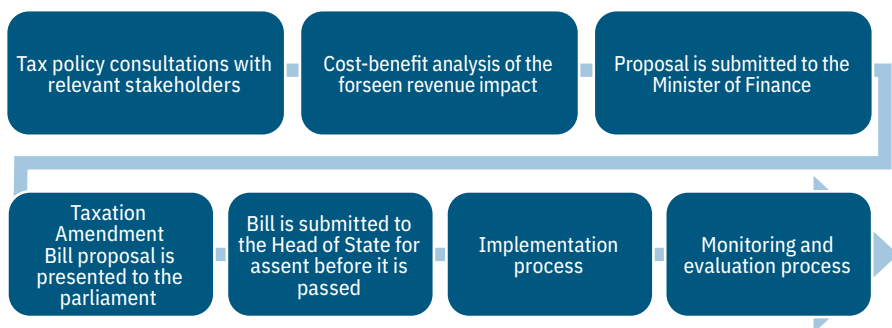 Tax policy consultations with
relevant stakeholders
Cost-benefit analysis of the
forseen revenue impact
Proposal is submitted to the
Minister of Finance
Taxation
Amendment
Bill proposal is
presented to the
parliament
Bill is submitted to
the Head of State for
assent before it is
passed
Implementation
process
Monitoring and
evaluation process